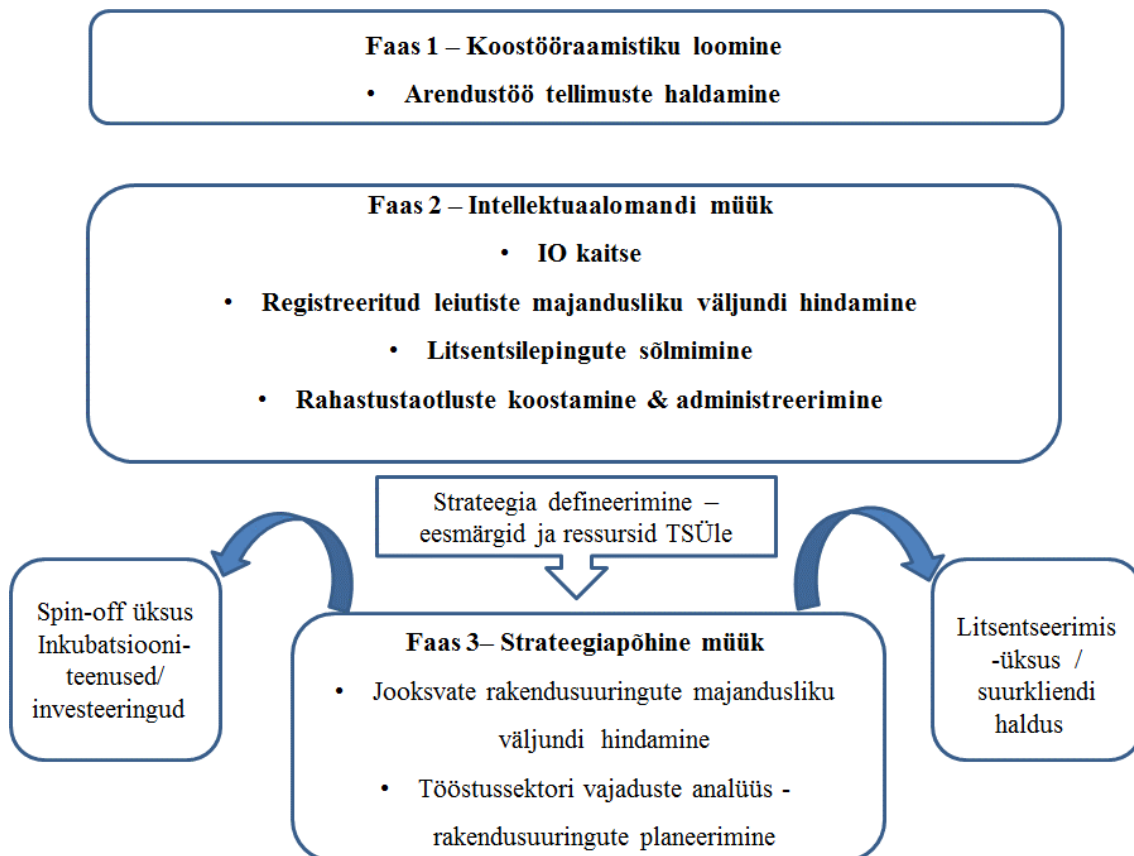 Faas 1 – Koostööraamistiku loomine
• Arendustöö tellimuste haldamine
Faas 2 – Intellektuaalomandi müük
• IO kaitse
• Registreeritud leiutiste majandusliku väljundi hindamine
• Litsentsilepingute sõlmimine
• Rahastustaotluste koostamine & administreerimine
Strateegia defineerimine –
eesmärgid ja ressursid TSÜle
Spin-off üksus
Inkubatsiooni-
teenused/
investeeringud
Faas 3– Strateegiapõhine müük
• Jooksvate rakendusuuringute majandusliku
väljundi hindamine
• Tööstussektori vajaduste analüüs -
rakendusuuringute planeerimine
Litsentseerimis
-üksus /
suurkliendi
haldus